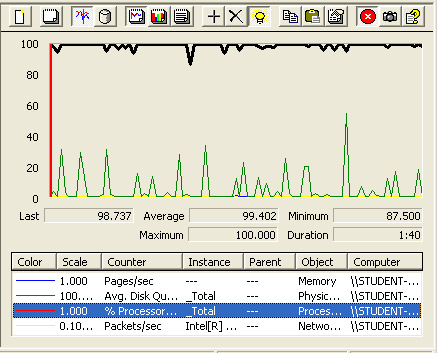 100
80
60
40
20
0
Last 98.737 Average 99.402 Minimum 87.500
Maximum 100.000 Duration 1:40
Color Scale Counter Instance Parent Object Computer
1.000 Pages/sec --- --- Memory \\STUDENT-...
100.... Avg. Disk Qu... _Total --- Physic... \\STUDENT-...
1.000 % Processor... _Total --- Proces... \\STUDENT-...
0.10... Packets/sec Intel[R] ... --- Netwo... \\STUDENT-...